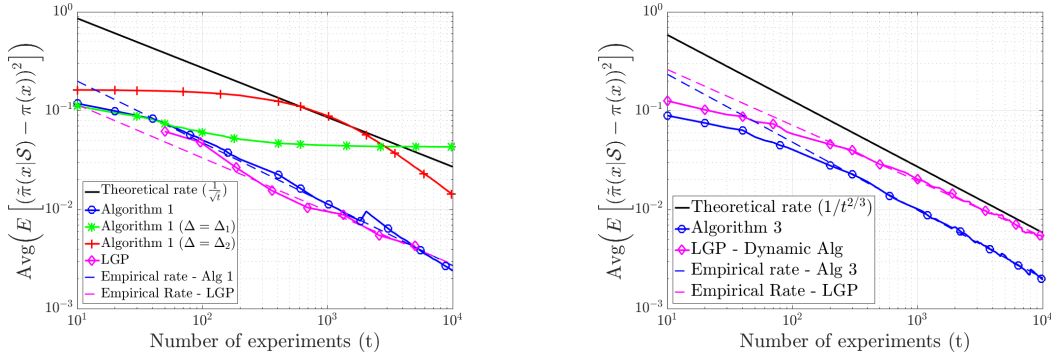 10^0
10^-1
10^-2
10^-3
10^1
10^2
10^3
10^4
Avg(E[(π̃(x|S) − π(x))^2])
Number of experiments (t)
Theoretical rate (1/√t)
Algorithm 1
Algorithm 1 (Δ = Δ_1)
Algorithm 1 (Δ = Δ_2)
LGP
Empirical rate - Alg 1
Empirical Rate - LGP
10^0
10^-1
10^-2
10^-3
10^1
10^2
10^3
10^4
Avg(E[(π̃(x|S) − π(x))^2])
Number of experiments (t)
Theoretical rate (1/t^2/3)
Algorithm 3
LGP - Dynamic Alg
Empirical rate - Alg 3
Empirical Rate - LGP